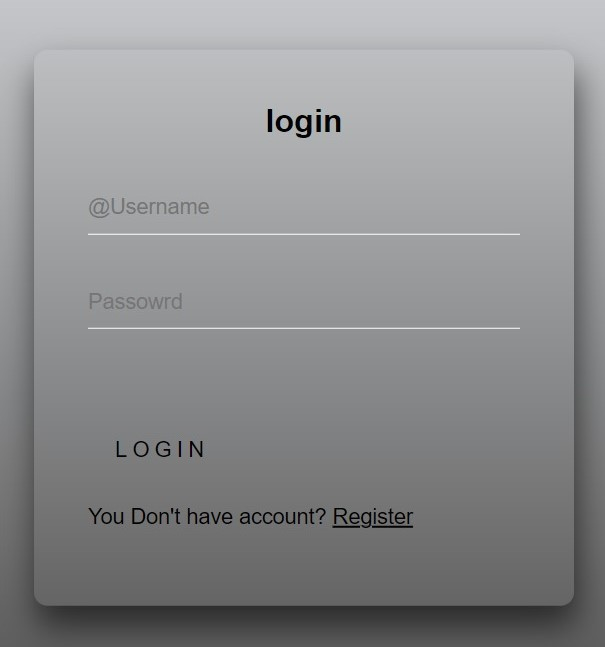 login
@Username
Passowrd
LOGIN
You Don't have account? Register